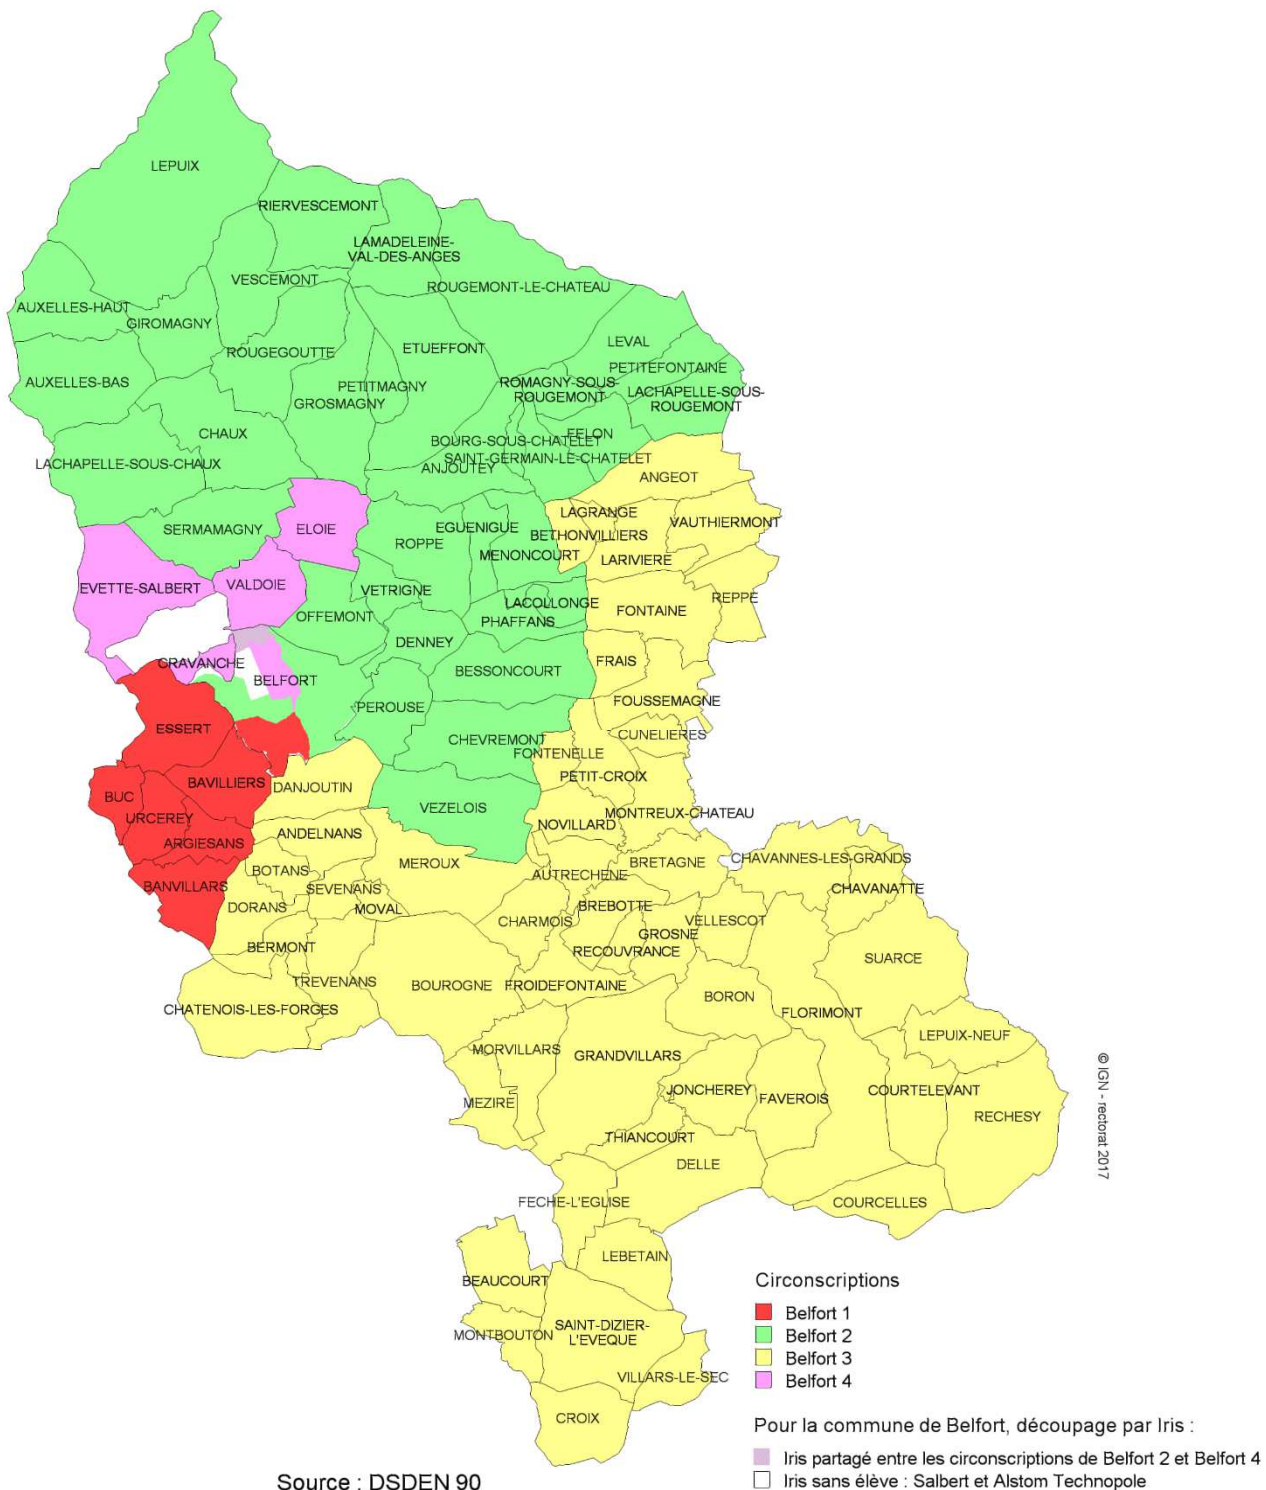 LEPUIX
RIERVESCEMONT
LAMADELEINE-
VAL-DES-ANGES
VESCEMONT
ROUGEMONT-LE-CHATEAU
AUXELLES-HAUT
GIROMAGNY
LEVAL
ROUGEGOUTTE
ETUEFFONT
PETITEFONTAINE
AUXELLES-BAS
PETITMAGNY
ROMAGNY-SOUS-
ROUGEMONT
LACHAPELLE-SOUS-
ROUGEMONT
GROSMAGNY
CHAUX
BOURG-SOUS-CHATELET
FELON
LACHAPELLE-SOUS-CHAUX
ANJOUTEY
SAINT-GERMAIN-LE-CHATELET
ANGEOT
SERMAMAGNY
ELOIE
EGUENIGUE
LAGRANGE
VAUTHIERMONT
ROPPE
BETHONVILLIERS
MENONCOURT
LARIVIERE
EVETTE-SALBERT
VALDOIE
VETRIGNE
LACOLLONGE
REPPE
OFFEMONT
PHAFFANS
FONTAINE
DENNEY
CRAVANCHE
BELFORT
BESSONCOURT
FRAIS
PEROUSE
FOUSSEMAGNE
ESSERT
CHEVREMONT
CUNELIERES
FONTENELLE
BAVILLIERS
DANJOUTIN
PETIT-CROIX
BUC
VEZELOIS
MONTREUX-CHATEAU
URCEREY
NOVILLARD
ARGIESANS
ANDELNANS
MEROUX
BRETAGNE
CHAVANNES-LES-GRANDS
BOTANS
AUTRECHENE
BANVILLARS
SEVENANS
CHAVANATTE
DORANS
MOVAL
BREBOTTE
CHARMOIS
VELLESCOT
GROSNE
BERMONT
RECOUVRANCE
SUARCE
TREVENANS
BOUROGNE
FROIDEFONTAINE
BORON
CHATENOIS-LES-FORGES
FLORIMONT
LEPUIX-NEUF
MORVILLARS
GRANDVILLARS
JONCHEREY
FAVEROIS
COURTELEVANT
MEZIRE
RECHESY
THIANCOURT
DELLE
FECHE-L'EGLISE
COURCELLES
LEBETAIN
BEAUCOURT
SAINT-DIZIER-
L'EVEQUE
MONTBOUTON
VILLARS-LE-SEC
CROIX
© IGN - rectorat 2017
Circonscriptions
Belfort 1
Belfort 2
Belfort 3
Belfort 4
Pour la commune de Belfort, découpage par Iris :
Iris partagé entre les circonscriptions de Belfort 2 et Belfort 4
Iris sans élève : Salbert et Alstom Technopole
Source : DSDEN 90